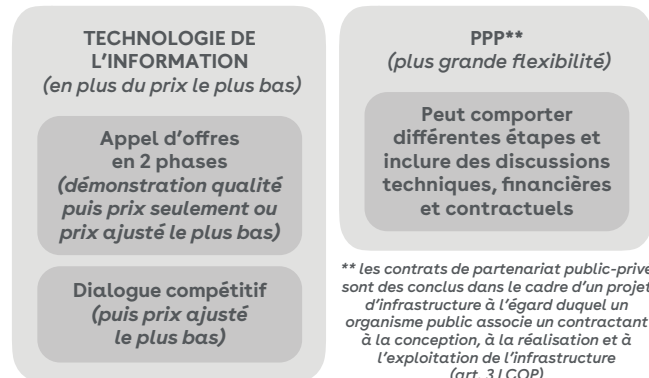 TECHNOLOGIE DE
L'INFORMATION
(en plus du prix le plus bas)
Appel d'offres
en 2 phases
(démonstration qualité
puis prix seulement ou
prix ajusté le plus bas)
Dialogue compétitif
(puis prix ajusté
le plus bas)
PPP**
(plus grande flexibilité)
Peut comporter
différentes étapes et
inclure des discussions
techniques, financières
et contractuels
** les contrats de partenariat public-privé
sont des conclus dans le cadre d'un projet
d'infrastructure à l'égard duquel un
organisme public associe un contractant
à la conception, à la réalisation et à
l'exploitation de l'infrastructure
(art. 3 LCOP)